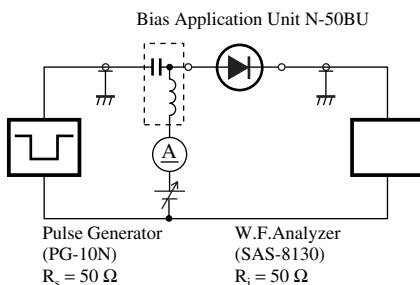 Bias Application Unit N-50BU
A
Pulse Generator
(PG-10N)
Rs = 50 Ω
W.F.Analyzer
(SAS-8130)
Ri = 50 Ω